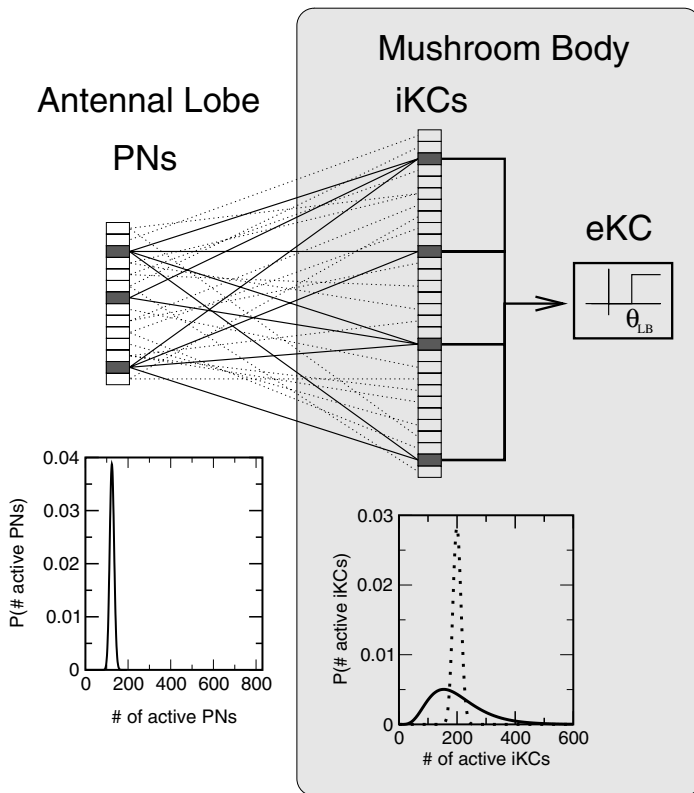 Mushroom Body
Antennal Lobe
iKCs
PNs
eKC
θLB
0.04
0.03
0.02
0.01
0
P(# active PNs)
0 200 400 600 800
# of active PNs
0.03
0.02
0.01
0
P(# active iKCs)
0 200 400 600
# of active iKCs